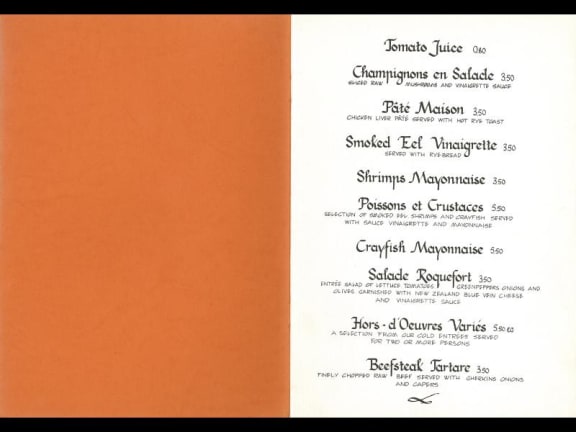 Tomato Juice 0.80
Champignons en Salade 3.50
SLICED RAW MUSHROOMS AND VINAIGRETTE SAUCE
Pâté Maison 3.50
CHICKEN LIVER PÂTÉ SERVED WITH HOT RYE TOAST
Smoked Eel Vinaigrette 3.50
SERVED WITH RYEBREAD
Shrimps Mayonnaise 3.50
Poissons et Crustaces 5.50
SELECTION OF SMOKED EEL SHRIMPS AND CRAYFISH SERVED
WITH SAUCE VINAIGRETTE AND MAYONNAISE
Crayfish Mayonnaise 5.50
Salade Roquefort 3.50
ENTRÉE SALAD OF LETTUCE TOMATOES GREENPEPPERS ONIONS AND
OLIVES GARNISHED WITH NEW ZEALAND BLUE VEIN CHEESE
AND VINAIGRETTE SAUCE
Hors-d'Oeuvres Variés 5.50 ea
A SELECTION FROM OUR COLD ENTREES SERVED
FOR TWO OR MORE PERSONS
Beefsteak Tartare 3.50
FINELY CHOPPED RAW BEEF SERVED WITH GHERKINS ONIONS
AND CAPERS